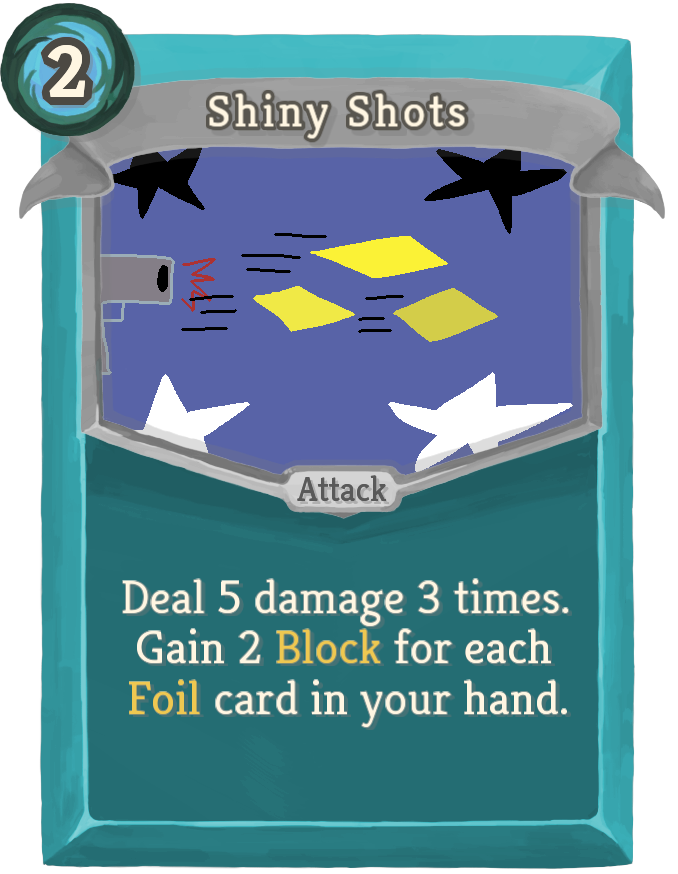 2
Shiny Shots
Attack
Deal 5 damage 3 times.
Gain 2 Block for each
Foil card in your hand.